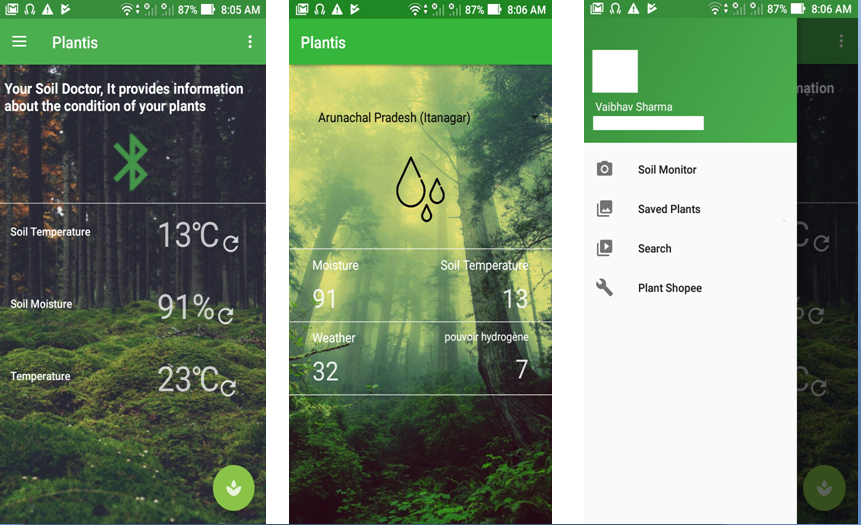 87% 8:05 AM
Plantis
Your Soil Doctor, It provides information
about the condition of your plants
Soil Temperature 13°C
Soil Moisture 91%
Temperature 23°C
87% 8:06 AM
Plantis
Arunachal Pradesh (Itanagar)
Moisture Soil Temperature
91 13
Weather pouvoir hydrogène
32 7
87% 8:06 AM
nation
Vaibhav Sharma
Soil Monitor
Saved Plants
Search
Plant Shopee
C
%
C